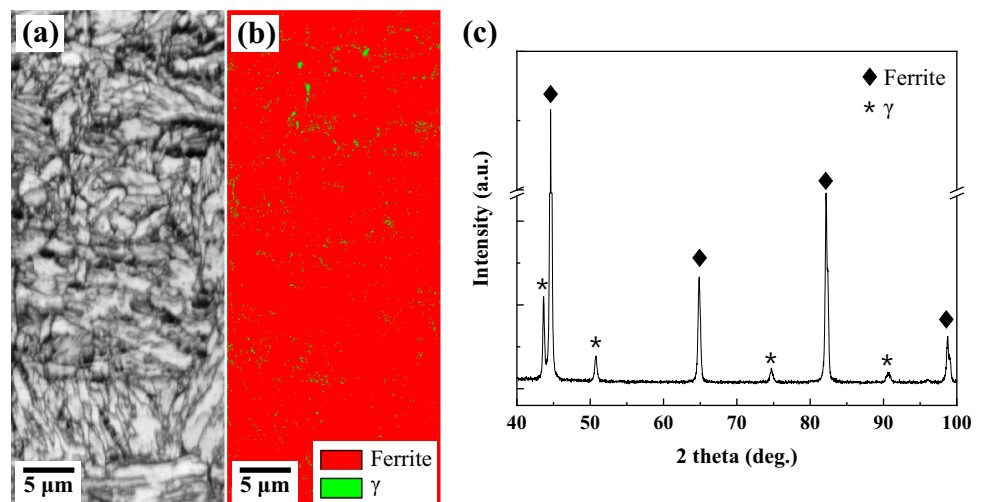 (a)
5 μm
(b)
5 μm
Ferrite
γ
(c)
Ferrite
* γ
*
*
*
*
Intensity (a.u.)
40 50 60 70 80 90 100
2 theta (deg.)